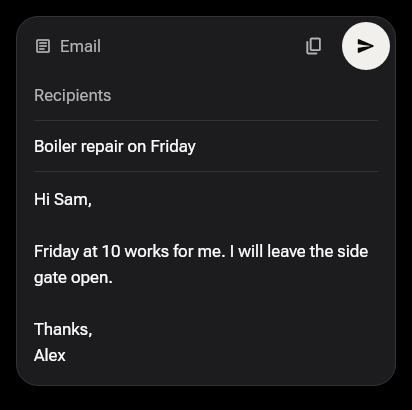 Email
Recipients
Boiler repair on Friday
Hi Sam,
Friday at 10 works for me. I will leave the side
gate open.
Thanks,
Alex